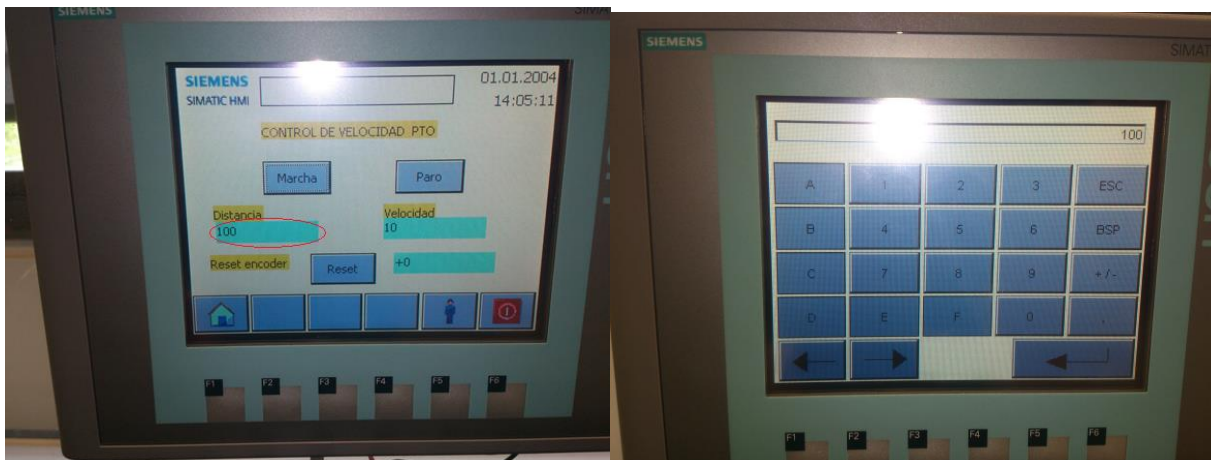 SIEMENS
SIEMENS
SIMATIC HMI
01.01.2004
14:05:11
CONTROL DE VELOCIDAD PTO
Marcha
Paro
Distancia
Velocidad
100
10
Reset encoder
Reset
+0
F1 F2 F3 F4 F5 F6
SIEMENS
100
A 1 2 3 ESC
B 4 5 6 BSP
C 7 8 9 +/-
D E F 0 .
F1 F2 F3 F4 F5 F6